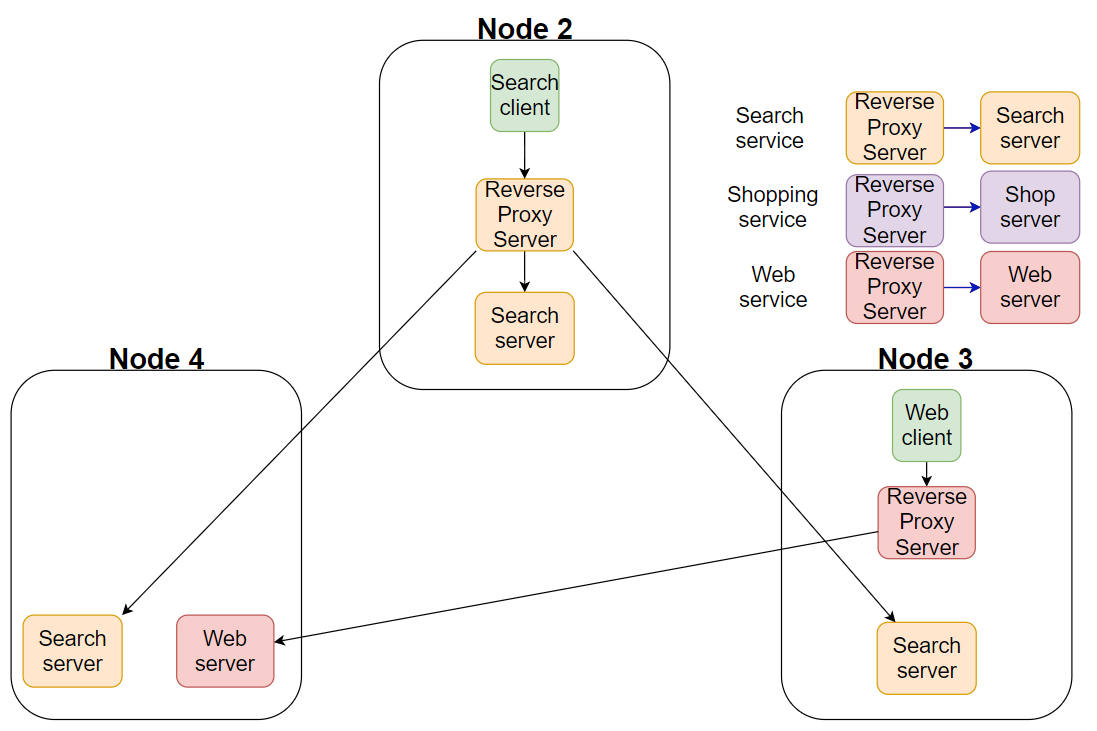 Node 2
Search
client
Reverse
Proxy
Server
Search
server
Search
service
Reverse
Proxy
Server
Search
server
Shopping
service
Reverse
Proxy
Server
Shop
server
Web
service
Reverse
Proxy
Server
Web
server
Node 4
Search
server
Web
server
Node 3
Web
client
Reverse
Proxy
Server
Search
server